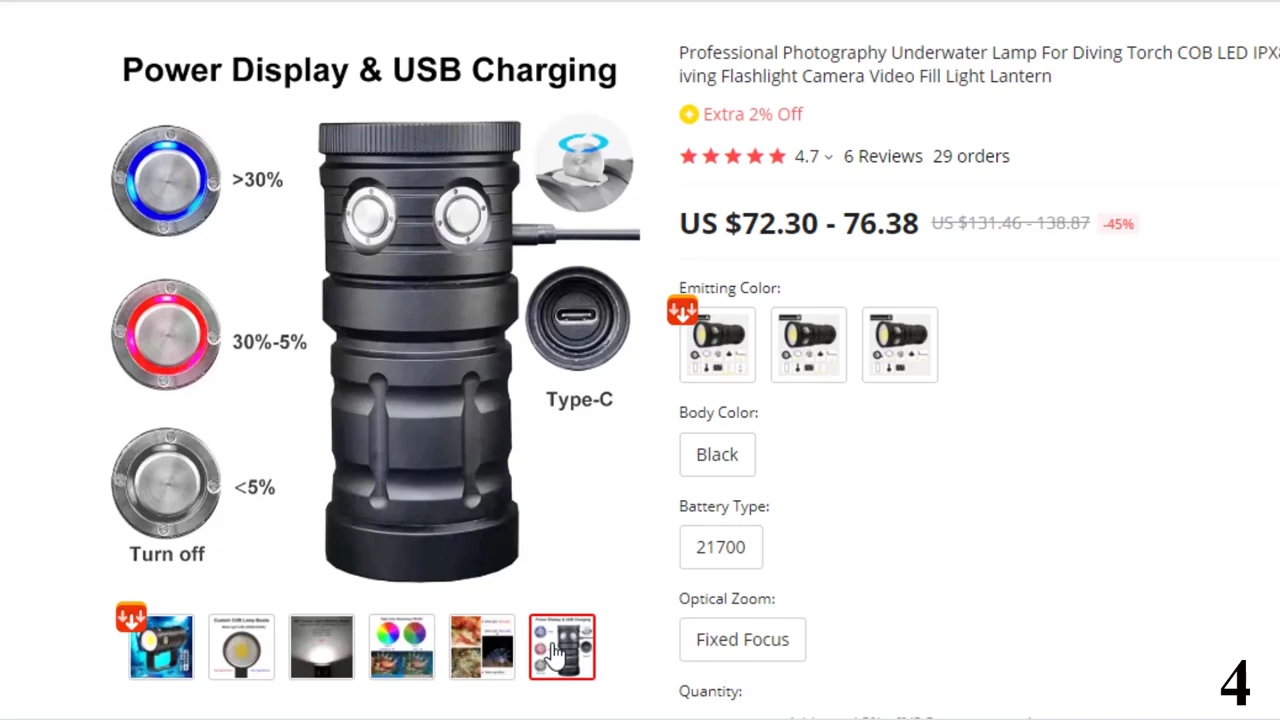 Power Display & USB Charging
>30%
30%-5%
<5%
Turn off
Type-C
Professional Photography Underwater Lamp For Diving Torch COB LED
iving Flashlight Camera Video Fill Light Lantern
Extra 2% Off
4.7 6 Reviews 29 orders
US $72.30 - 76.38 US $131.46 - 138.87 -45%
Emitting Color:
Body Color:
Black
Battery Type:
21700
Optical Zoom:
Fixed Focus
Quantity:
4